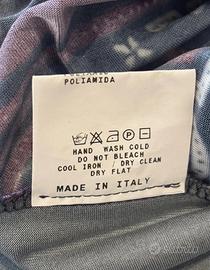 POLIAMIDA
HAND WASH COLD
DO NOT BLEACH
COOL IRON / DRY CLEAN
DRY FLAT
MADE IN ITALY